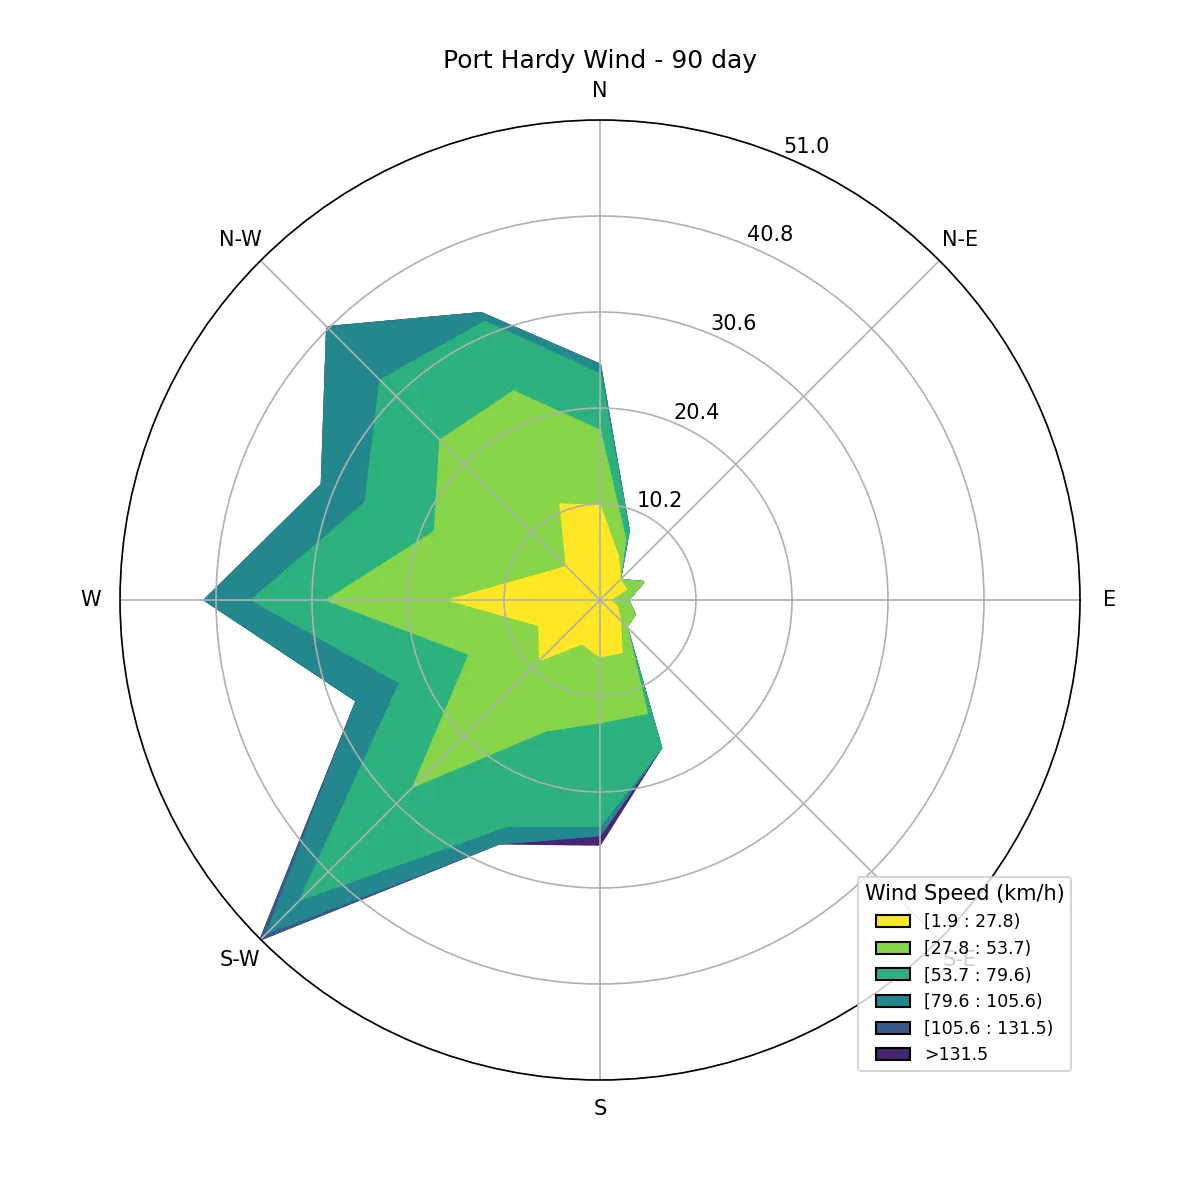 Port Hardy Wind - 90 day
N
51.0
N-W
40.8
N-E
30.6
20.4
10.2
W
E
Wind Speed (km/h)
[1.9 : 27.8)
[27.8 : 53.7)
S-W
S-E
[53.7 : 79.6)
[79.6 : 105.6)
[105.6 : 131.5)
>131.5
S